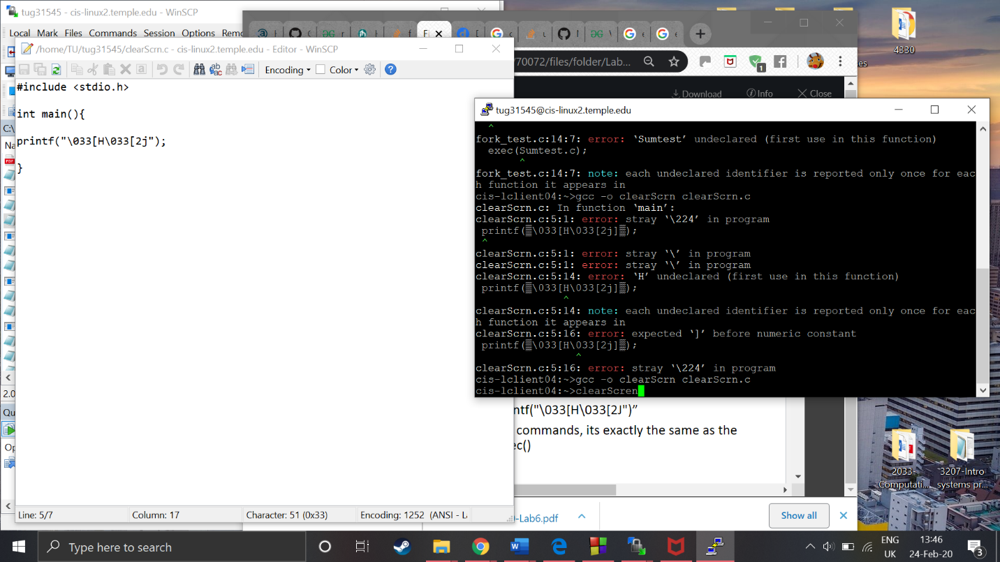 tug31545 - cis-linux2.temple.edu - WinSCP
Local Mark Files Commands Session Options
/home/TU/tug31545/clearScrn.c - cis-linux2.temple.edu - Editor - WinSCP
Encoding Color
#include <stdio.h>
int main(){
printf("\033[H\033[2j");
}
Line: 5/7 Column: 17 Character: 51 (0x33) Encoding: 1252 (ANSI - L
C:\
Na
2.0
Qu
Op
70072/files/folder/Lab...
1
Download Info Close
tug31545@cis-linux2.temple.edu
^
fork_test.c:14:7: error: ‘Sumtest’ undeclared (first use in this function)
exec(Sumtest.c);
^
fork_test.c:14:7: note: each undeclared identifier is reported only once for eac
h function it appears in
cis-lclient04:~>gcc -o clearScrn clearScrn.c
clearScrn.c: In function ‘main’:
clearScrn.c:5:1: error: stray ‘\224’ in program
printf(▒\033[H\033[2j]▒);
^
clearScrn.c:5:1: error: stray ‘\’ in program
clearScrn.c:5:1: error: stray ‘\’ in program
clearScrn.c:5:14: error: ‘H’ undeclared (first use in this function)
printf(▒\033[H\033[2j]▒);
^
clearScrn.c:5:14: note: each undeclared identifier is reported only once for eac
h function it appears in
clearScrn.c:5:16: error: expected ‘]’ before numeric constant
printf(▒\033[H\033[2j]▒);
^
clearScrn.c:5:16: error: stray ‘\224’ in program
cis-lclient04:~>gcc -o clearScrn clearScrn.c
cis-lclient04:~>clearScren
ntf("\033[H\033[2J")”
commands, its exactly the same as the
ec()
-Lab6.pdf
Show all
4330
2033-
Computati...
3207-Intro
systems pr...
Type here to search
ENG
UK
13:46
24-Feb-20
3